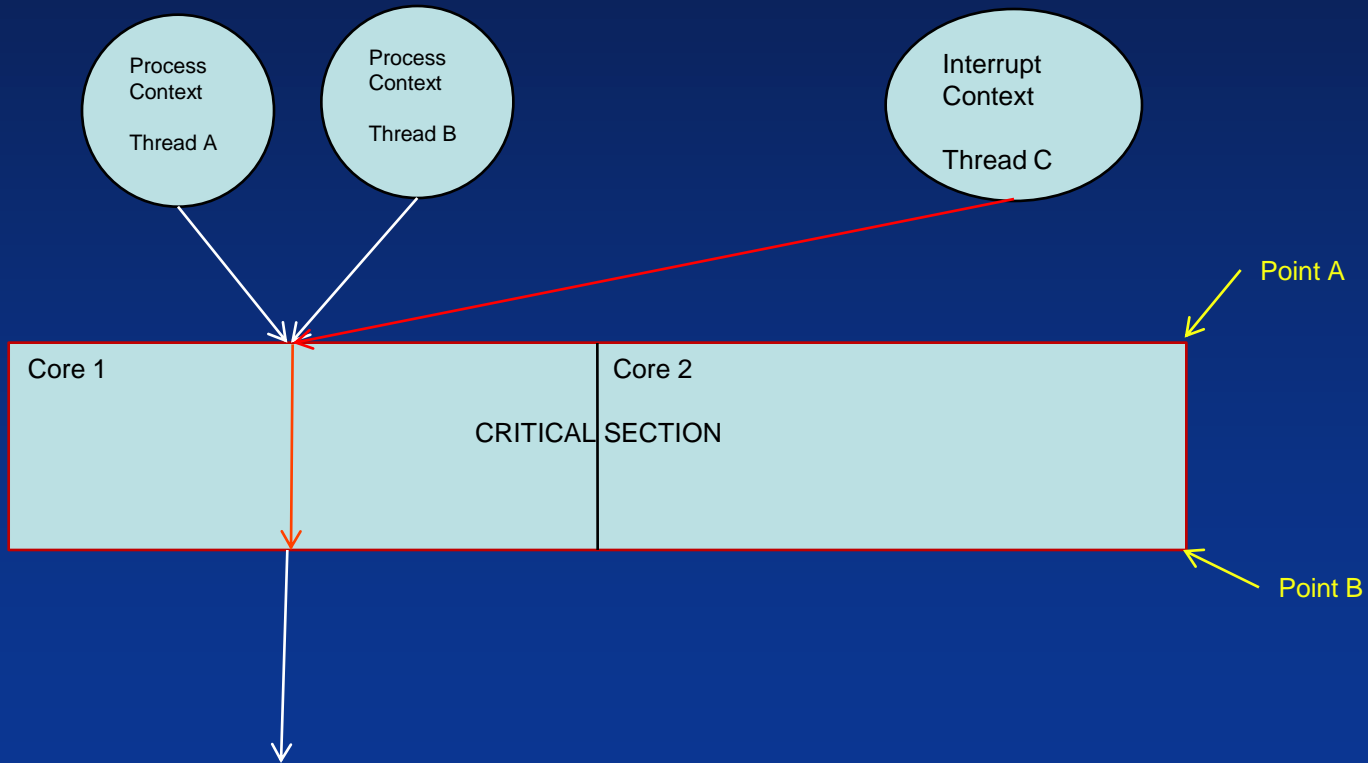 Process
Context
Thread A
Process
Context
Thread B
Interrupt
Context
Thread C
Point A
Core 1
Core 2
CRITICAL SECTION
Point B